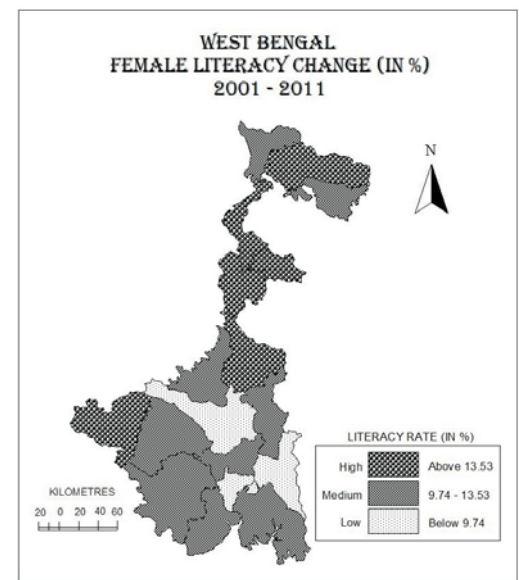 WEST BENGAL
FEMALE LITERACY CHANGE (IN %)
2001 - 2011
N
LITERACY RATE (IN %)
High Above 13.53
Medium 9.74 - 13.53
Low Below 9.74
KILOMETRES
20 0 20 40 60